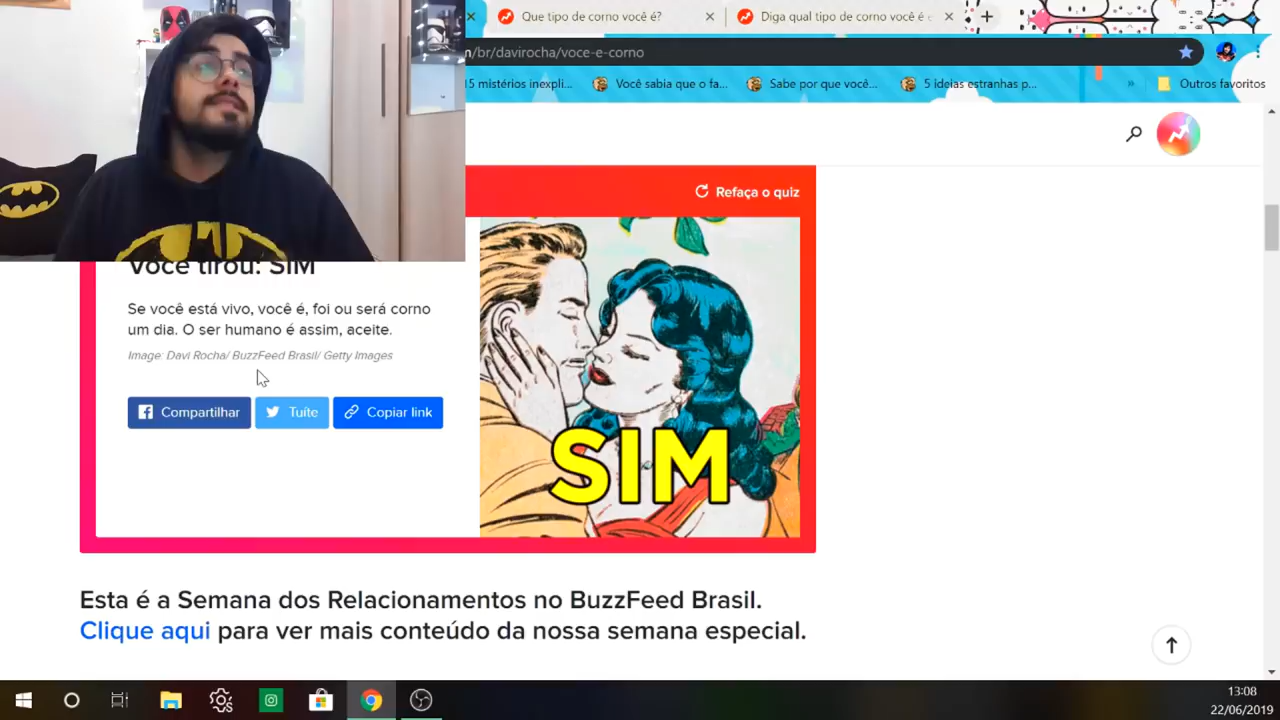 Que tipo de corno você é?
Diga qual tipo de corno você é e
/br/davirocha/voce-e-corno
15 mistérios inexpli...
Você sabia que o fa...
Sabe por que você...
5 ideias estranhas p...
»
Outros favoritos
Refaça o quiz
Você tirou: SIM
Se você está vivo, você é, foi ou será corno
um dia. O ser humano é assim, aceite.
Image: Davi Rocha/ BuzzFeed Brasil/ Getty Images
Compartilhar
Tuíte
Copiar link
SIM
Esta é a Semana dos Relacionamentos no BuzzFeed Brasil.
Clique aqui para ver mais conteúdo da nossa semana especial.
13:08
22/06/2019